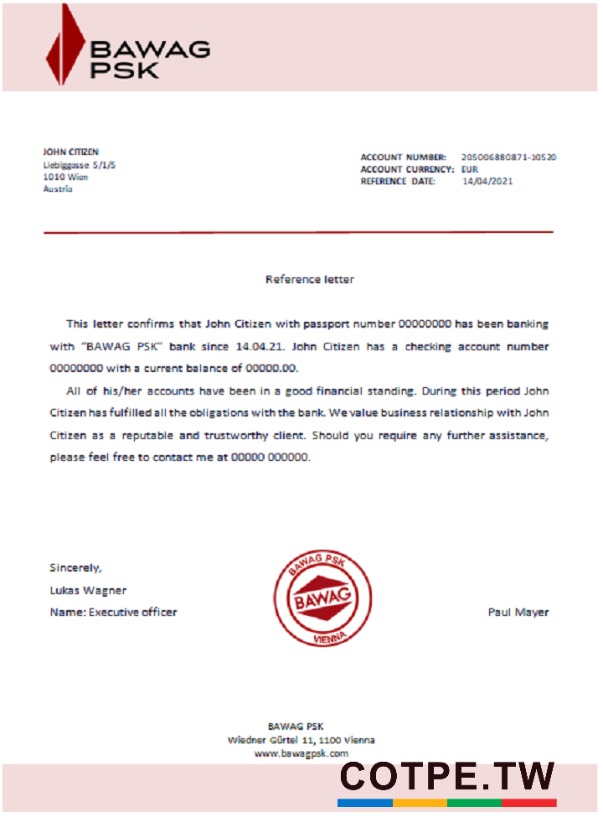 BAWAG
PSK
JOHN CITIZEN
Liebiggasse 5/1/5
1010 Wien
Austria
ACCOUNT NUMBER: 205006880871-10520
ACCOUNT CURRENCY: EUR
REFERENCE DATE: 14/04/2021
Reference letter
This letter confirms that John Citizen with passport number 00000000 has been banking
with “BAWAG PSK” bank since 14.04.21. John Citizen has a checking account number
00000000 with a current balance of 00000.00.
All of his/her accounts have been in a good financial standing. During this period John
Citizen has fulfilled all the obligations with the bank. We value business relationship with John
Citizen as a reputable and trustworthy client. Should you require any further assistance,
please feel free to contact me at 00000 000000.
Sincerely,
Lukas Wagner
Name: Executive officer
BAWAG PSK
BAWAG
VIENNA
Paul Mayer
BAWAG PSK
Wiedner Gürtel 11, 1100 Vienna
www.bawagpsk.com
COTPE.TW